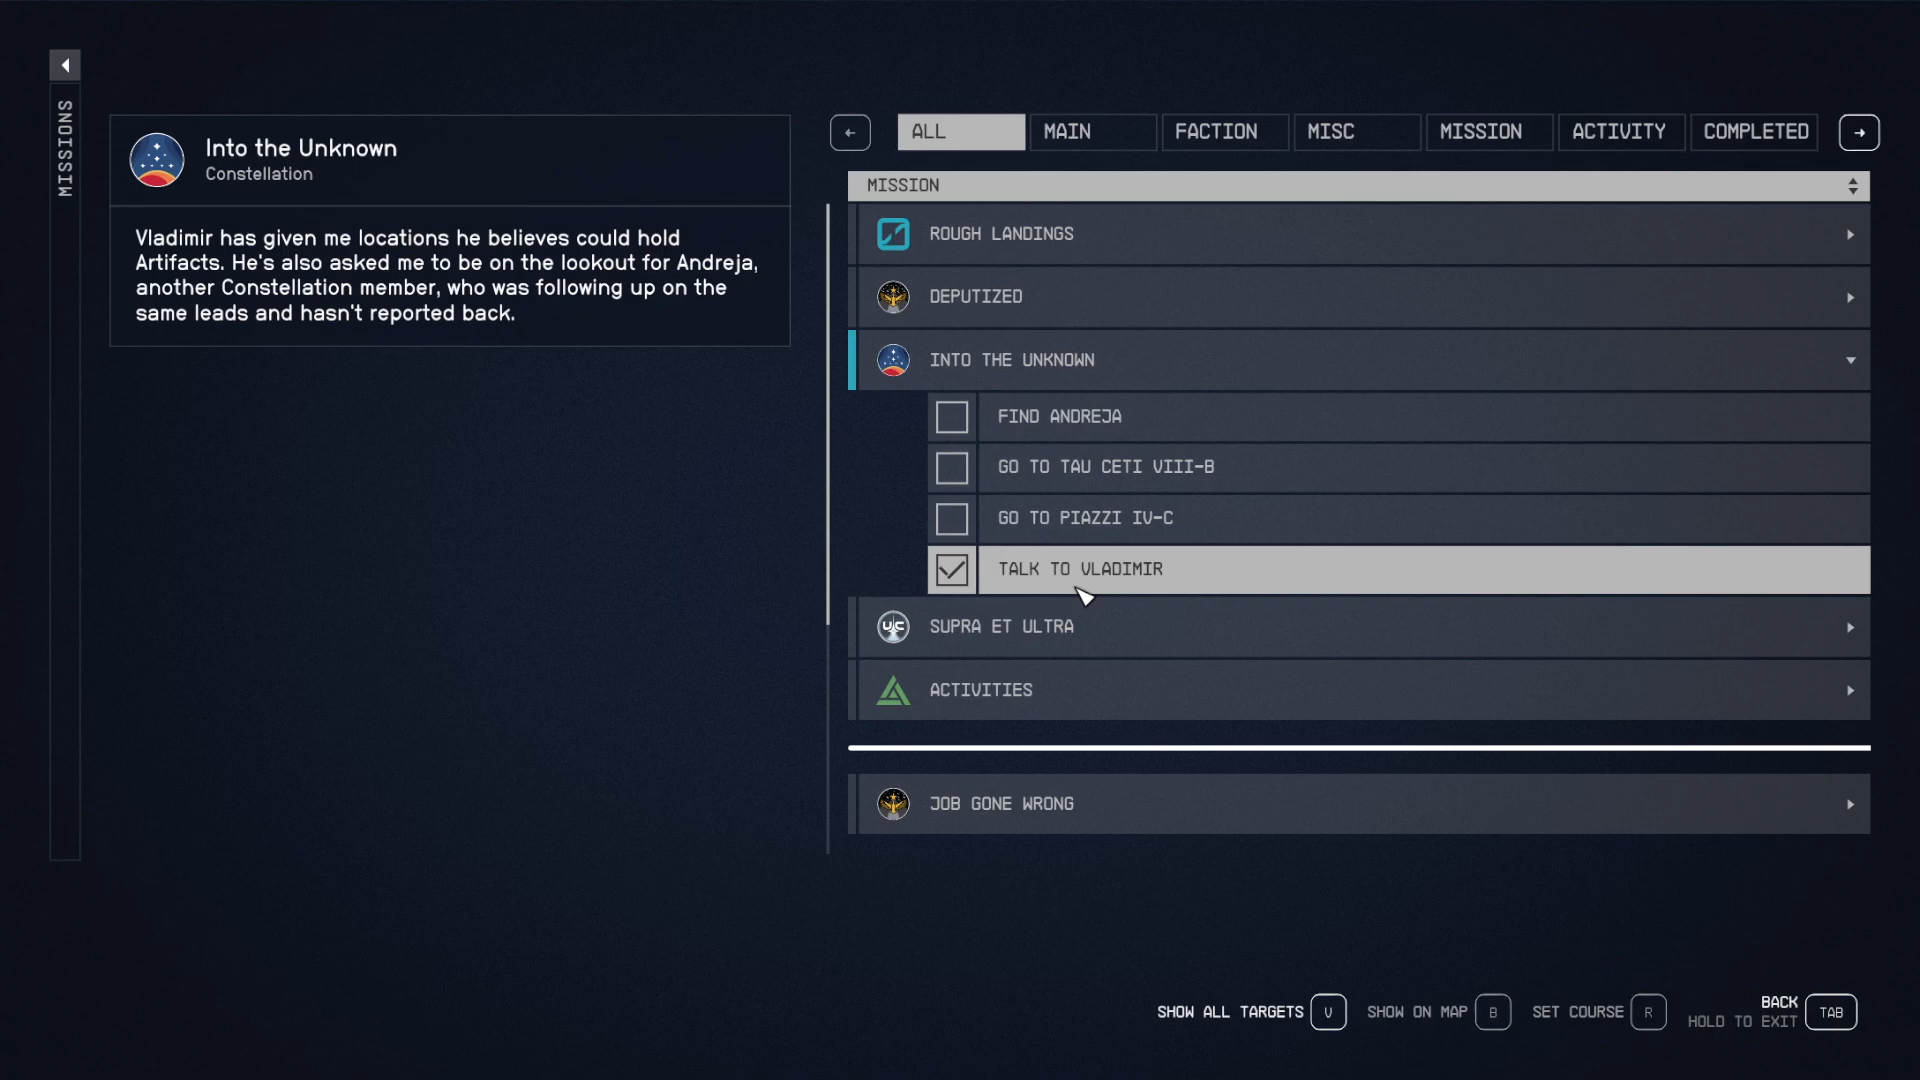 MISSIONS
Into the Unknown
Constellation
Vladimir has given me locations he believes could hold
Artifacts. He's also asked me to be on the lookout for Andreja,
another Constellation member, who was following up on the
same leads and hasn't reported back.
ALL MAIN FACTION MISC MISSION ACTIVITY COMPLETED
MISSION
ROUGH LANDINGS
DEPUTIZED
INTO THE UNKNOWN
FIND ANDREJA
GO TO TAU CETI VIII-B
GO TO PIAZZI IV-C
TALK TO VLADIMIR
UC SUPRA ET ULTRA
ACTIVITIES
JOB GONE WRONG
SHOW ALL TARGETS V SHOW ON MAP B SET COURSE R BACK TAB
HOLD TO EXIT